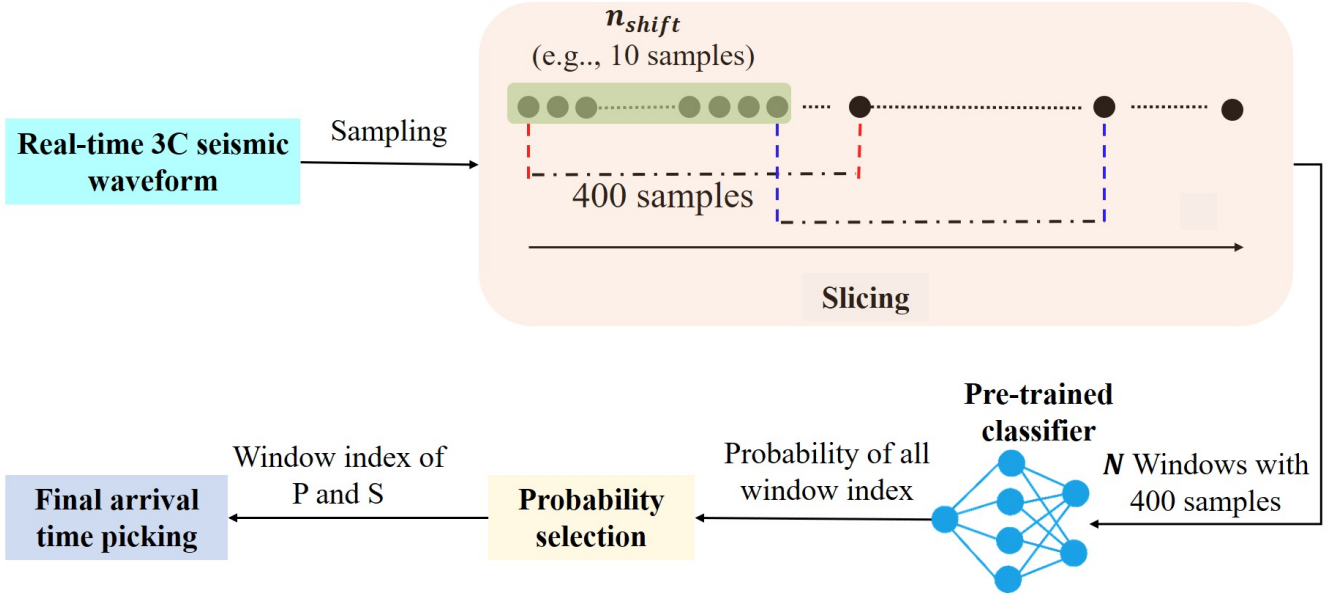 n_shift
(e.g.., 10 samples)
Real-time 3C seismic
waveform
Sampling
400 samples
Slicing
Pre-trained
classifier
N Windows with
400 samples
Probability of all
window index
Probability
selection
Window index of
P and S
Final arrival
time picking